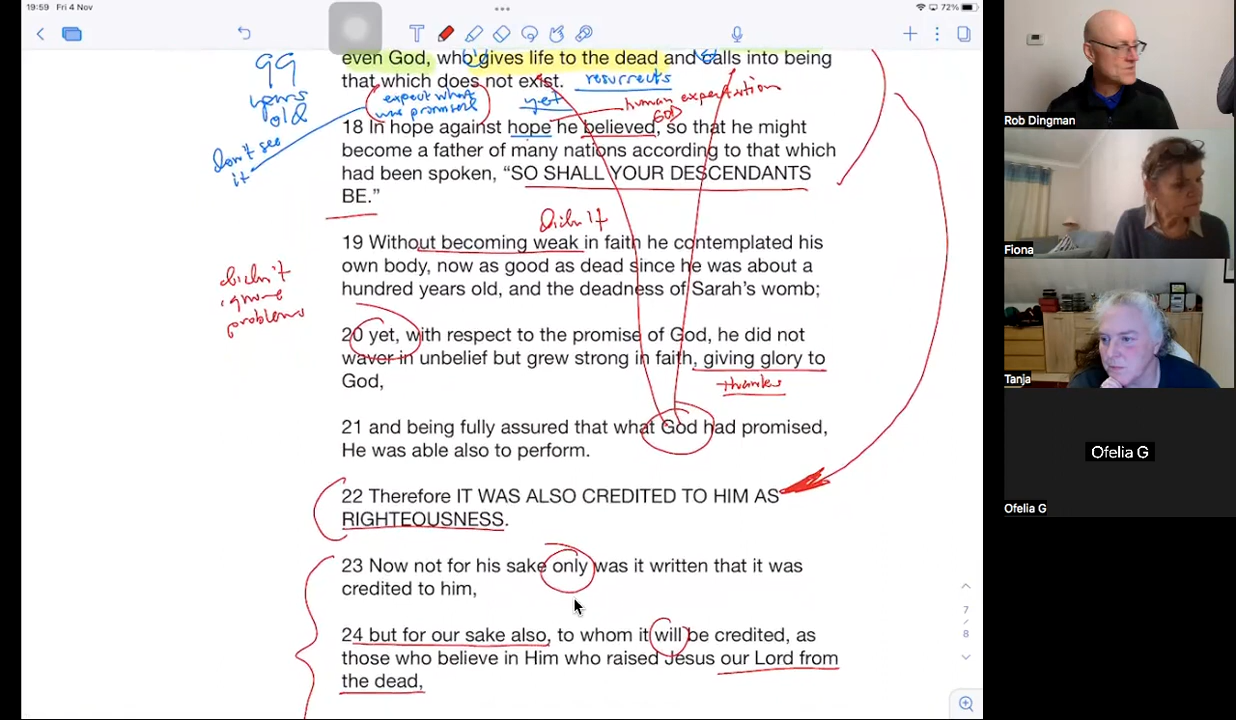 19:59 Fri 4 Nov
72%
T
even God, who gives life to the dead and calls into being
that which does not exist.
resurrects
99
years
old
expect what
was promised
yet
human expectation
GOD
don't see
it
18 In hope against hope he believed, so that he might
become a father of many nations according to that which
had been spoken, “SO SHALL YOUR DESCENDANTS
BE.”
Didn't
19 Without becoming weak in faith he contemplated his
own body, now as good as dead since he was about a
hundred years old, and the deadness of Sarah’s womb;
didn't
ignore
problems
20 yet, with respect to the promise of God, he did not
waver in unbelief but grew strong in faith, giving glory to
God,
thanks
21 and being fully assured that what God had promised,
He was able also to perform.
22 Therefore IT WAS ALSO CREDITED TO HIM AS
RIGHTEOUSNESS.
23 Now not for his sake only was it written that it was
credited to him,
24 but for our sake also, to whom it will be credited, as
those who believe in Him who raised Jesus our Lord from
the dead,
7
/
8
Rob Dingman
Fiona
Tanja
Ofelia G
Ofelia G